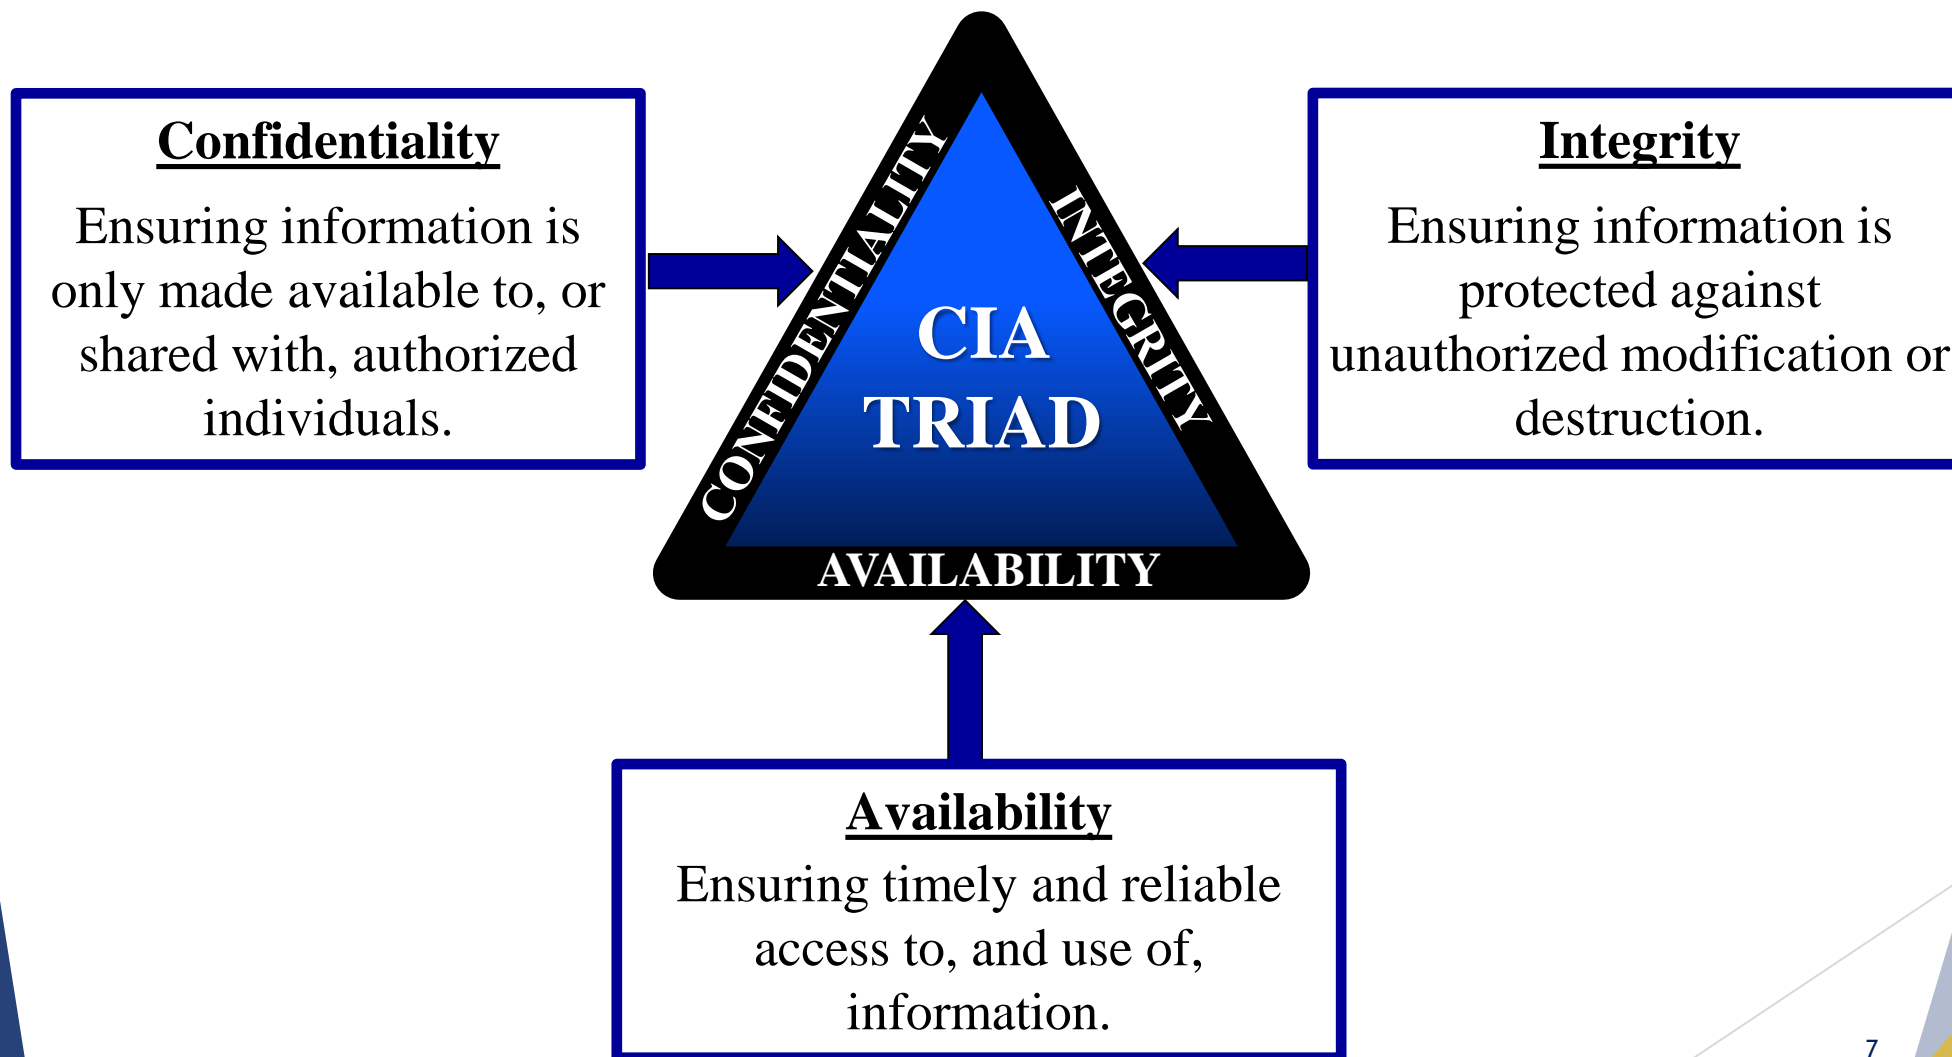 Confidentiality
Ensuring information is
only made available to, or
shared with, authorized
individuals.
CONFIDENTIALITY
INTEGRITY
CIA
TRIAD
AVAILABILITY
Integrity
Ensuring information is
protected against
unauthorized modification or
destruction.
Availability
Ensuring timely and reliable
access to, and use of,
information.
7